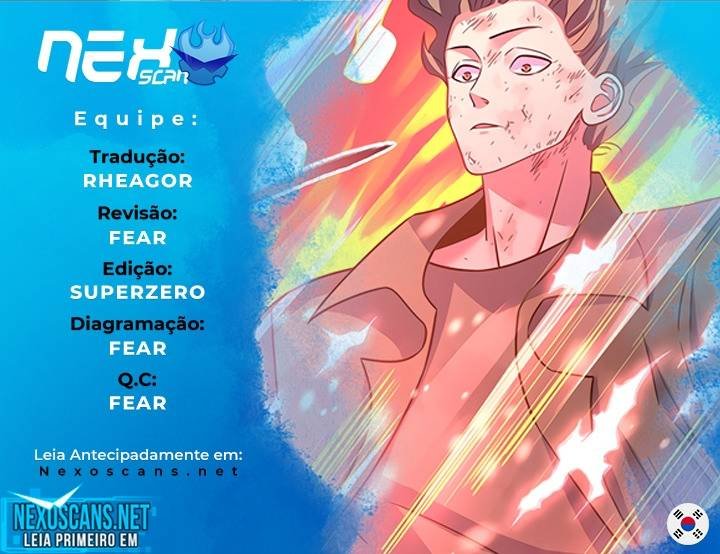 NEXO
SCAN
Equipe:
Tradução:
RHEAGOR
Revisão:
FEAR
Edição:
SUPERZERO
Diagramação:
FEAR
Q.C:
FEAR
Leia Antecipadamente em:
Nexoscans.net
NEXOSCANS.NET
LEIA PRIMEIRO EM